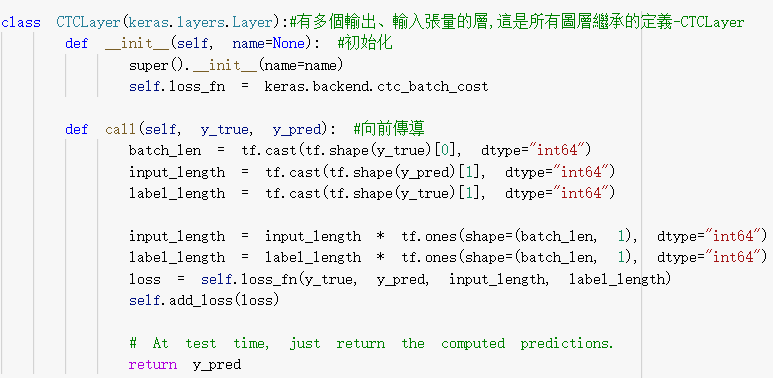 class CTCLayer(keras.layers.Layer):#有多個輸出、輸入張量的層,這是所有圖層繼承的定義-CTCLayer
def __init__(self, name=None): #初始化
super().__init__(name=name)
self.loss_fn = keras.backend.ctc_batch_cost
def call(self, y_true, y_pred): #向前傳導
batch_len = tf.cast(tf.shape(y_true)[0], dtype="int64")
input_length = tf.cast(tf.shape(y_pred)[1], dtype="int64")
label_length = tf.cast(tf.shape(y_true)[1], dtype="int64")
input_length = input_length * tf.ones(shape=(batch_len, 1), dtype="int64")
label_length = label_length * tf.ones(shape=(batch_len, 1), dtype="int64")
loss = self.loss_fn(y_true, y_pred, input_length, label_length)
self.add_loss(loss)
# At test time, just return the computed predictions.
return y_pred